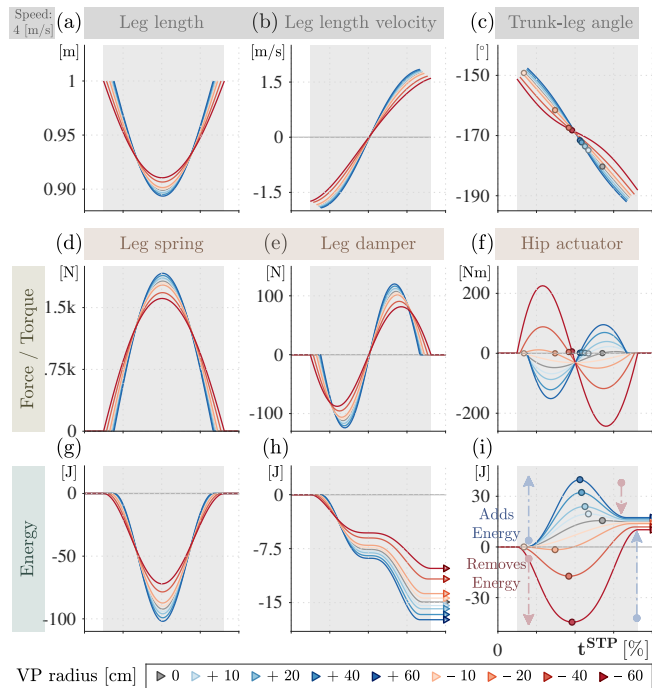 Speed:
4 [m/s]
Leg length
Leg length velocity
Trunk-leg angle
(a)
(b)
(c)
[m]
[m/s]
[°]
1
0.95
0.90
1.5
0
-1.5
-150
-170
-190
Leg spring
Leg damper
Hip actuator
(d)
(e)
(f)
Force / Torque
[N]
[N]
[Nm]
1.5k
.75k
0
100
0
-100
200
0
-200
(g)
(h)
(i)
Energy
[J]
[J]
[J]
0
-50
-100
0
-7.5
-15
30
0
-30
Adds
Energy
Removes
Energy
0
t^STP [%]
VP radius [cm]
0 + 10 + 20 + 40 + 60 − 10 − 20 − 40 − 60